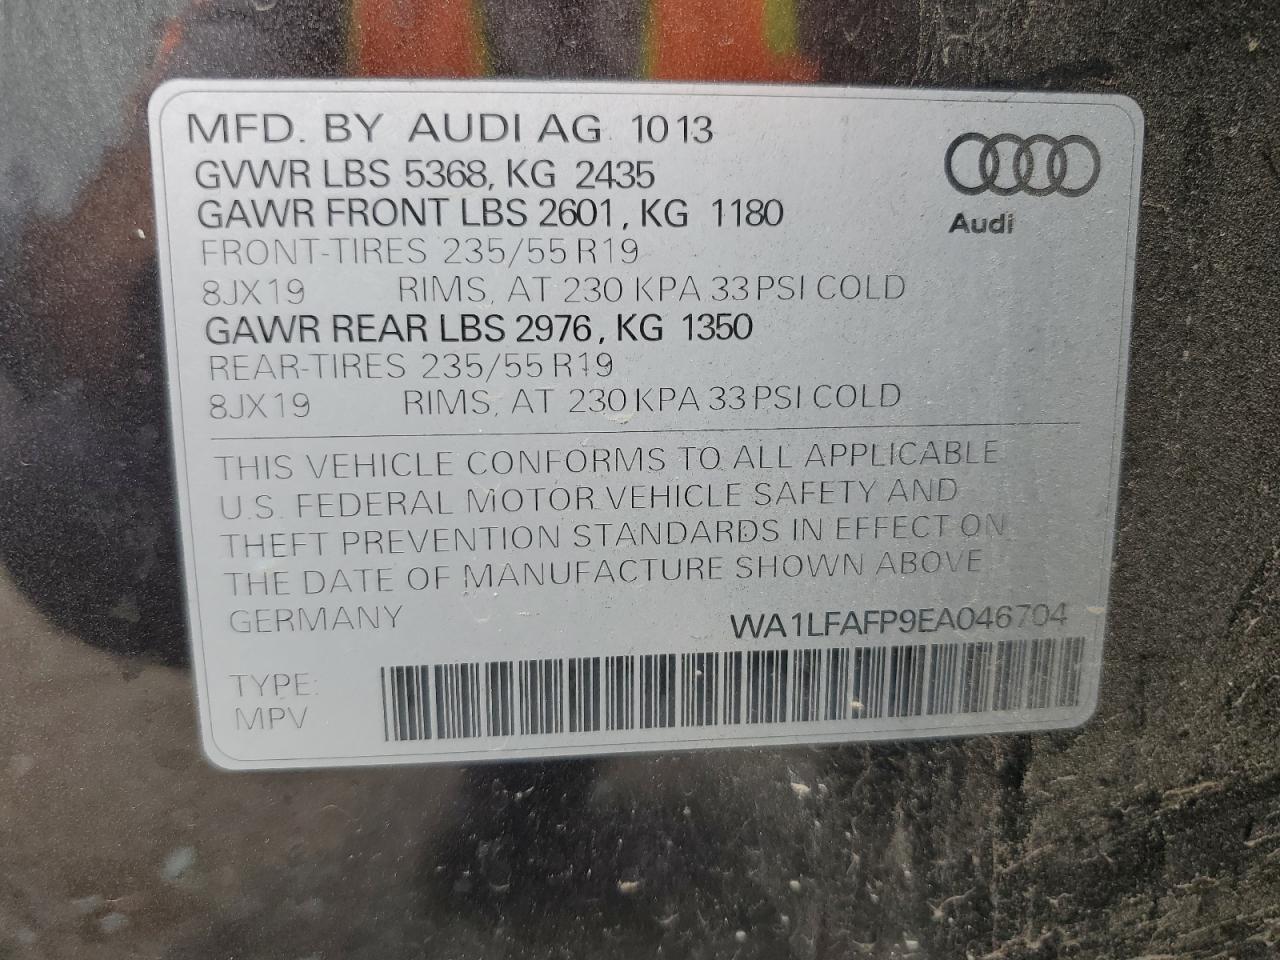 MFD. BY AUDI AG 1013
GVWR LBS 5368, KG 2435
GAWR FRONT LBS 2601, KG 1180
FRONT-TIRES 235/55 R19
8JX19 RIMS, AT 230 KPA 33 PSI COLD
GAWR REAR LBS 2976, KG 1350
REAR-TIRES 235/55 R19
8JX19 RIMS, AT 230 KPA 33 PSI COLD
Audi
THIS VEHICLE CONFORMS TO ALL APPLICABLE
U.S. FEDERAL MOTOR VEHICLE SAFETY AND
THEFT PREVENTION STANDARDS IN EFFECT ON
THE DATE OF MANUFACTURE SHOWN ABOVE
GERMANY WA1LFAFP9EA046704
TYPE:
MPV